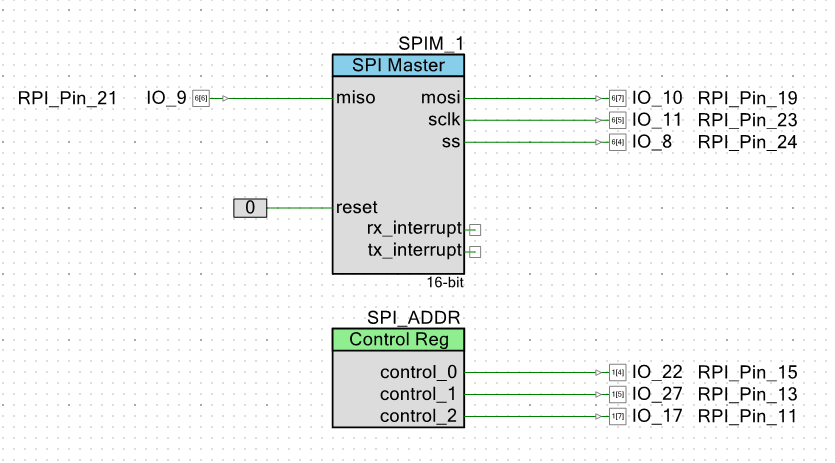 SPIM_1
SPI Master
RPI_Pin_21 IO_9 6[6] miso mosi 6[7] IO_10 RPI_Pin_19
sclk 6[5] IO_11 RPI_Pin_23
ss 6[4] IO_8 RPI_Pin_24
0 reset
rx_interrupt
tx_interrupt
16-bit
SPI_ADDR
Control Reg
control_0 1[4] IO_22 RPI_Pin_15
control_1 1[5] IO_27 RPI_Pin_13
control_2 1[7] IO_17 RPI_Pin_11